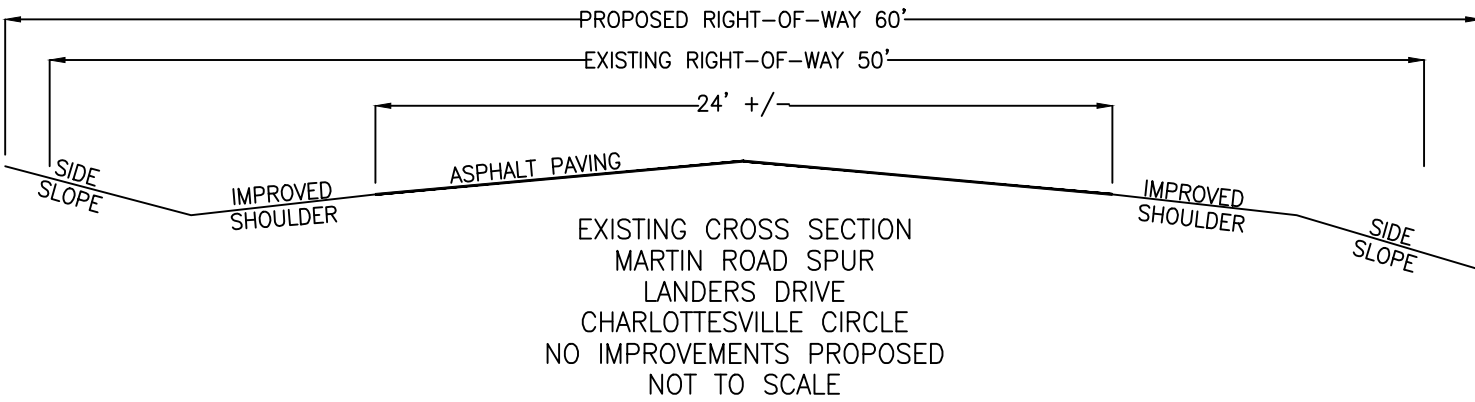 PROPOSED RIGHT-OF-WAY 60'
EXISTING RIGHT-OF-WAY 50'
24' +/-
SIDE
SLOPE
IMPROVED
SHOULDER
ASPHALT PAVING
IMPROVED
SHOULDER
SIDE
SLOPE
EXISTING CROSS SECTION
MARTIN ROAD SPUR
LANDERS DRIVE
CHARLOTTESVILLE CIRCLE
NO IMPROVEMENTS PROPOSED
NOT TO SCALE